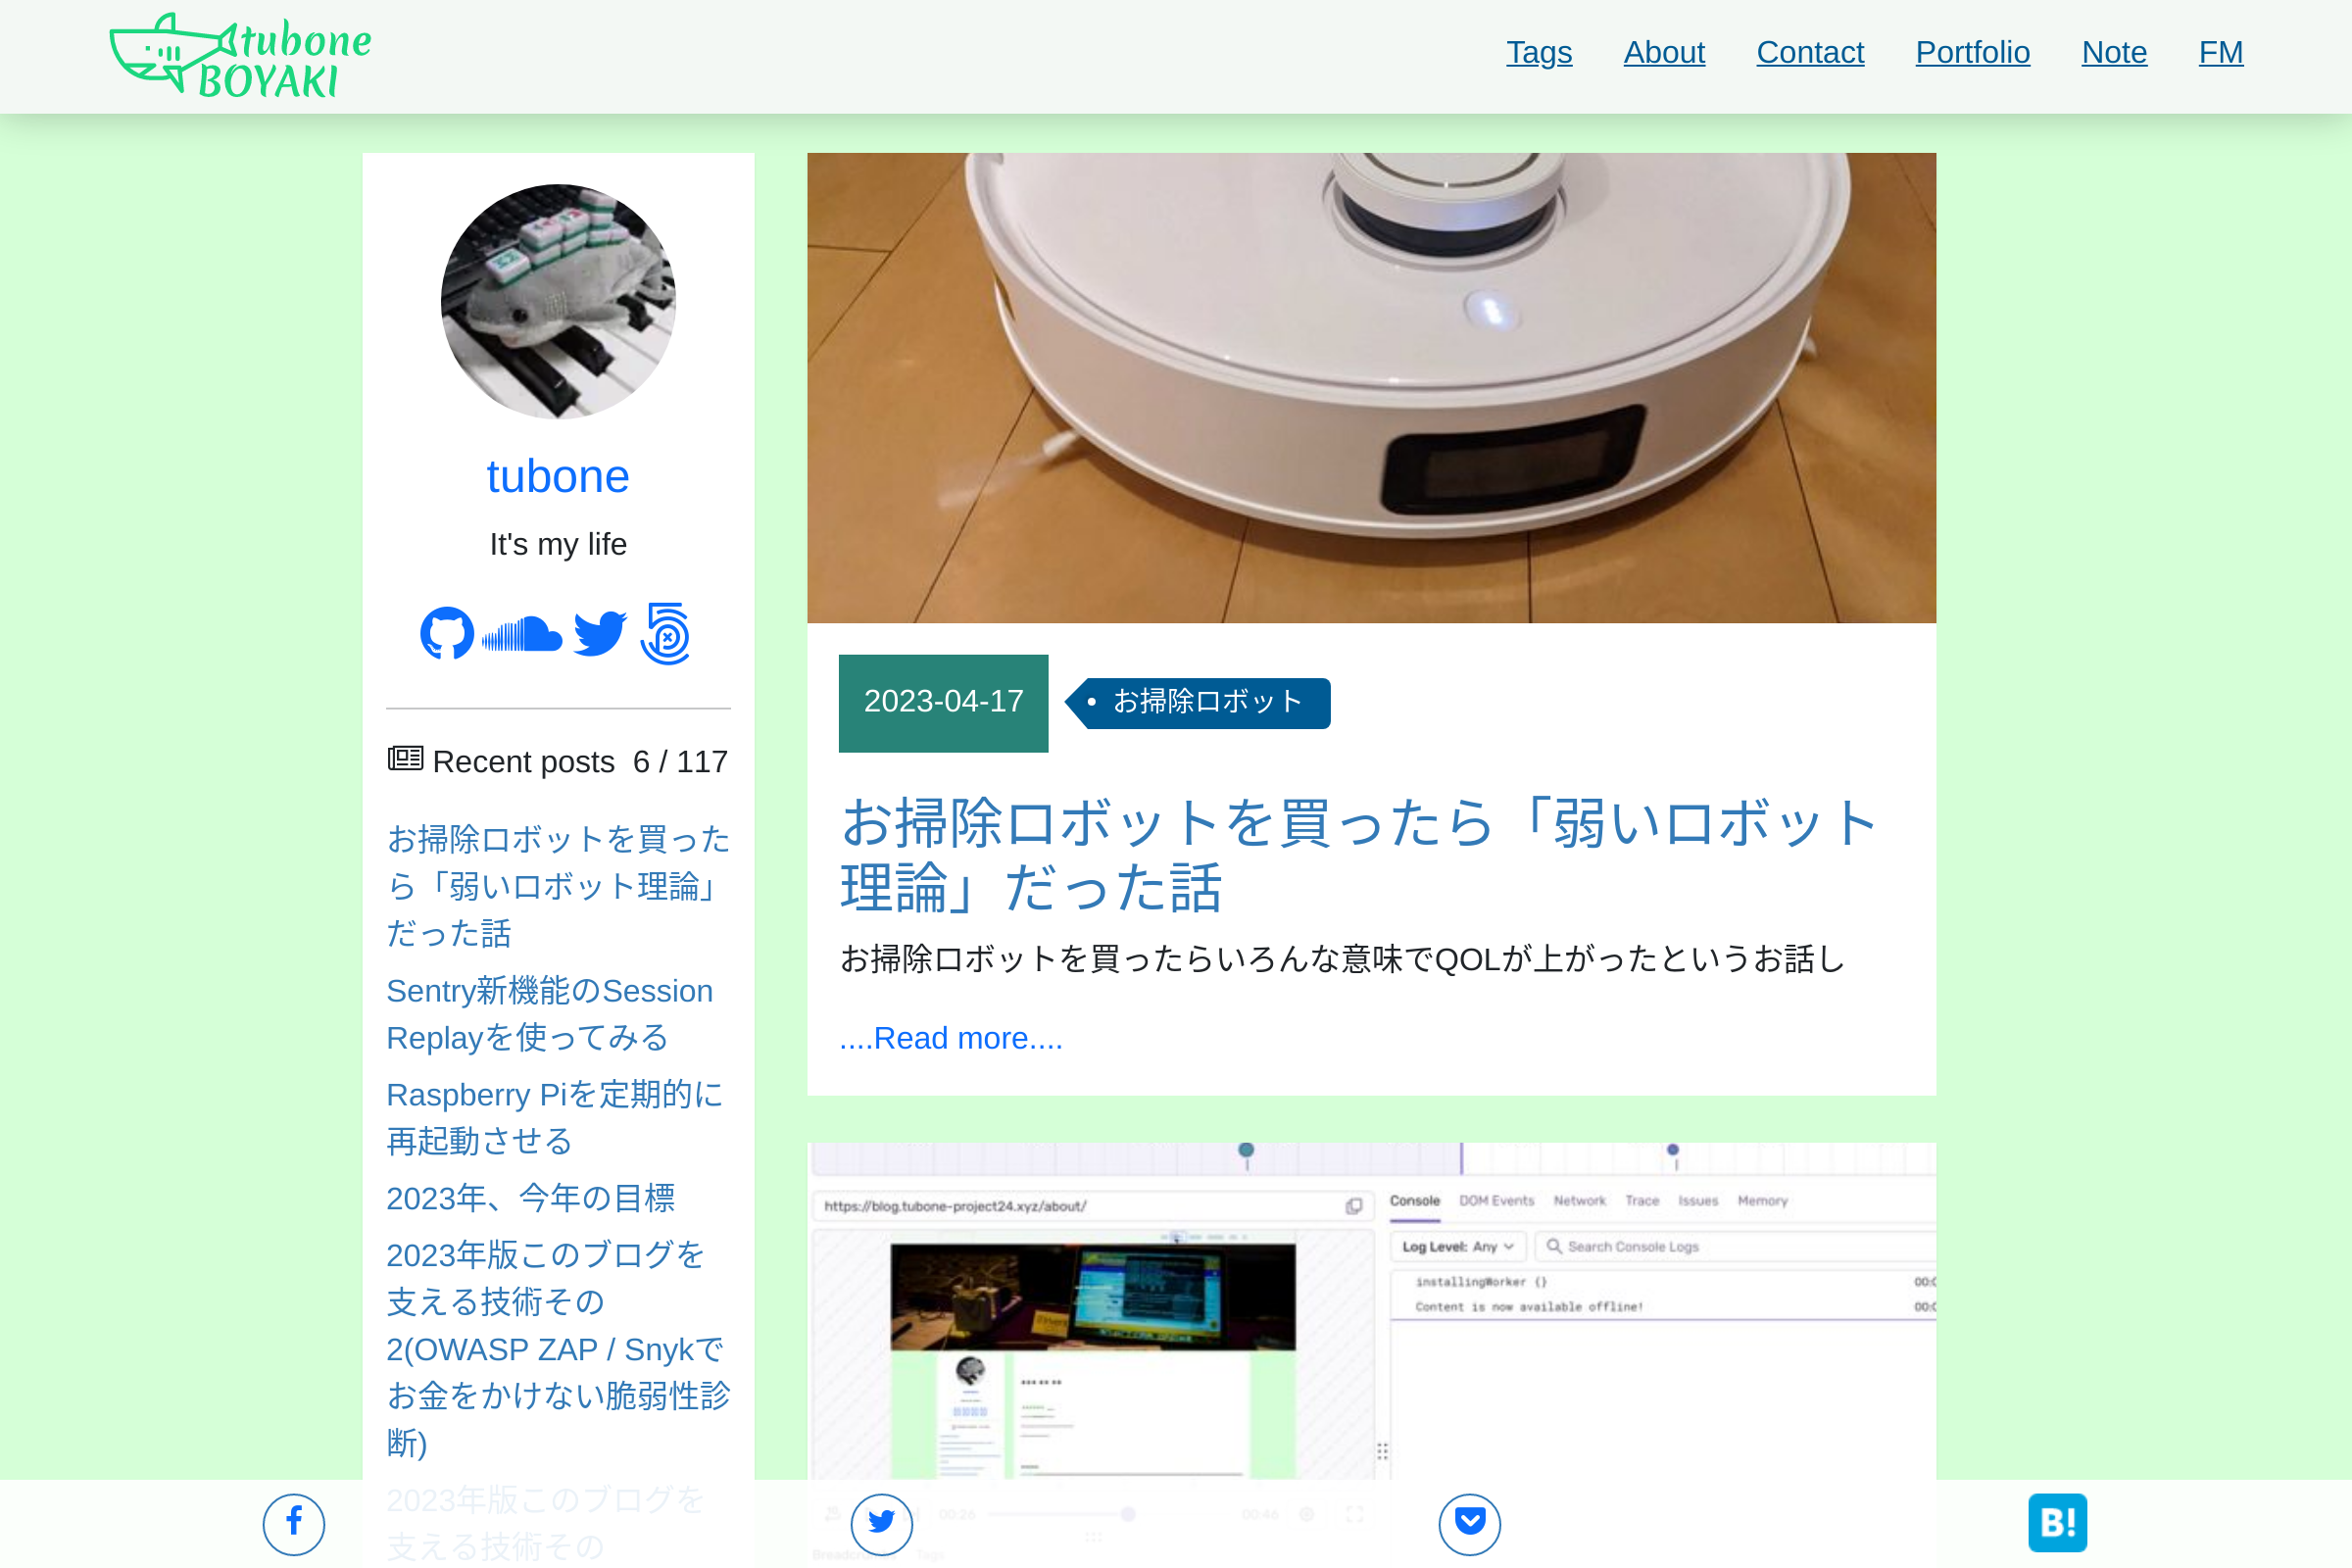 tubone
BOYAKI
Tags About Contact Portfolio Note FM
tubone
It's my life
Recent posts 6 / 117
お掃除ロボットを買った
ら「弱いロボット理論」
だった話
Sentry新機能のSession
Replayを使ってみる
Raspberry Piを定期的に
再起動させる
2023年、今年の目標
2023年版このブログを
支える技術その
2(OWASP ZAP / Snykで
お金をかけない脆弱性診
断)
2023年版このブログを
支える技術その
2023-04-17
お掃除ロボット
お掃除ロボットを買ったら「弱いロボット
理論」だった話
お掃除ロボットを買ったらいろんな意味でQOLが上がったというお話し
....Read more....
https://blog.tubone-project24.xyz/about/
Console DOM Events Network Trace Issues Memory
Log Level: Any
Search Console Logs
installingWorker {}
Content is now available offline!
00:26
00:46
Tags
B!